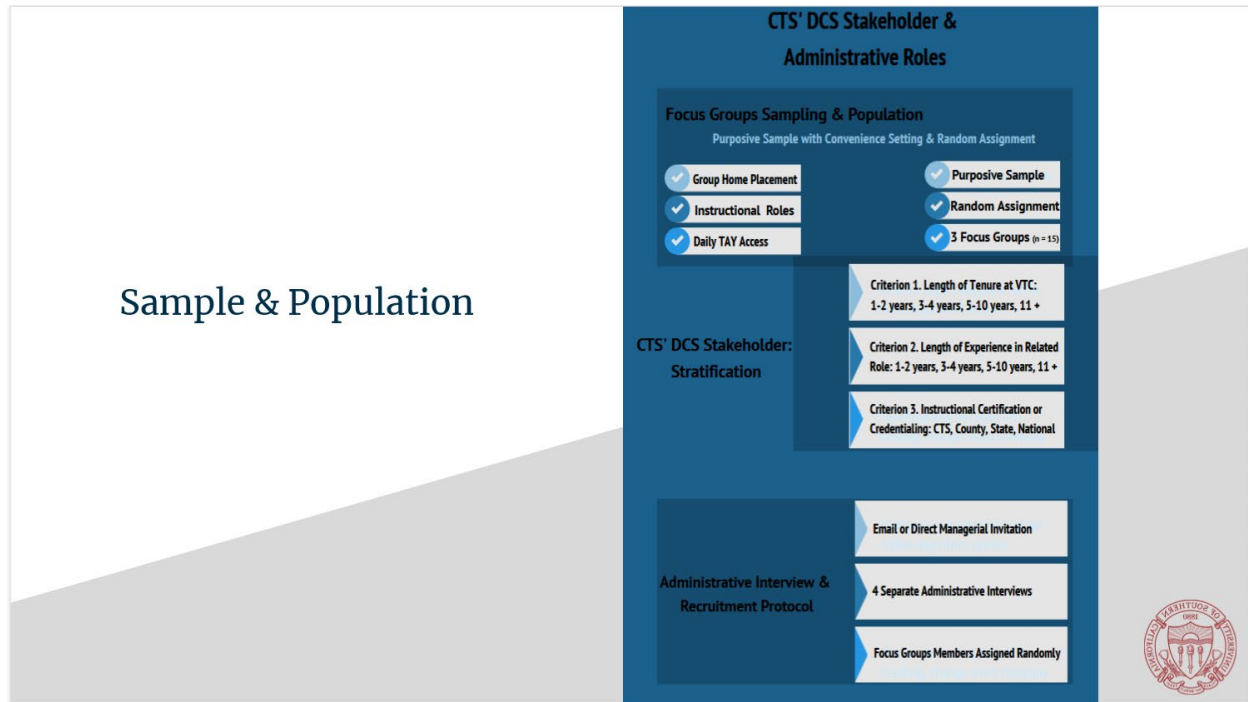 CTS' DCS Stakeholder &
Administrative Roles
Focus Groups Sampling & Population
Purposive Sample with Convenience Setting & Random Assignment
Group Home Placement
Instructional Roles
Daily TAY Access
Purposive Sample
Random Assignment
3 Focus Groups (n = 15)
Sample & Population
CTS' DCS Stakeholder:
Stratification
Criterion 1. Length of Tenure at VTC:
1-2 years, 3-4 years, 5-10 years, 11 +
Criterion 2. Length of Experience in Related
Role: 1-2 years, 3-4 years, 5-10 years, 11 +
Criterion 3. Instructional Certification or
Credentialing: CTS, County, State, National
Administrative Interview &
Recruitment Protocol
Email or Direct Managerial Invitation
4 Separate Administrative Interviews
Focus Groups Members Assigned Randomly
UNIVERSITY OF SOUTHERN CALIFORNIA
1880